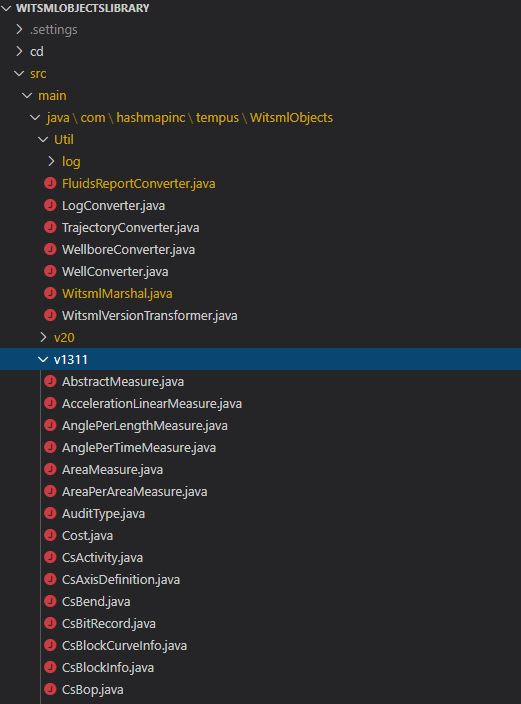 WITSMLOBJECTSLIBRARY
.settings
cd
src
main
java \ com \ hashmapinc \ tempus \ WitsmlObjects
Util
log
FluidsReportConverter.java
LogConverter.java
TrajectoryConverter.java
WellboreConverter.java
WellConverter.java
WitsmlMarshal.java
WitsmlVersionTransformer.java
v20
v1311
AbstractMeasure.java
AccelerationLinearMeasure.java
AnglePerLengthMeasure.java
AnglePerTimeMeasure.java
AreaMeasure.java
AreaPerAreaMeasure.java
AuditType.java
Cost.java
CsActivity.java
CsAxisDefinition.java
CsBend.java
CsBitRecord.java
CsBlockCurveInfo.java
CsBlockInfo.java
CsBop.java